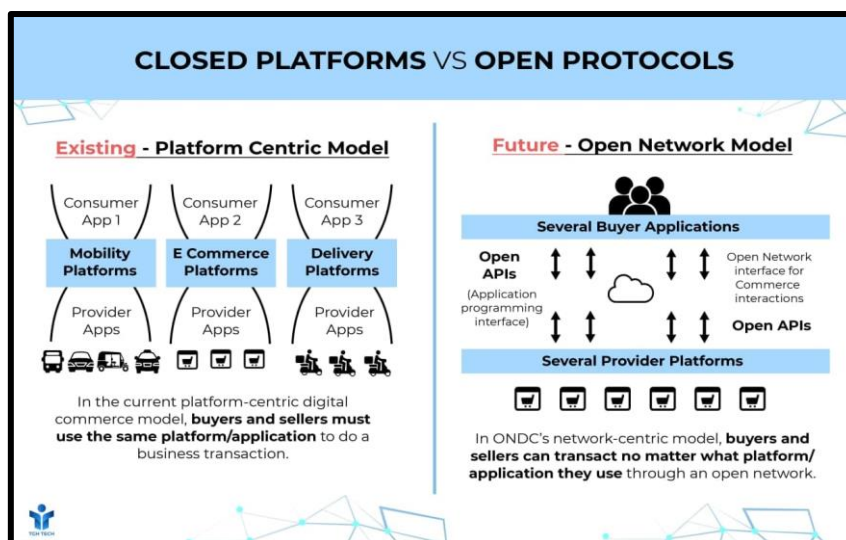 CLOSED PLATFORMS VS OPEN PROTOCOLS
Existing - Platform Centric Model
Consumer
App 1
Consumer
App 2
Consumer
App 3
Mobility
Platforms
E Commerce
Platforms
Delivery
Platforms
Provider
Apps
Provider
Apps
Provider
Apps
In the current platform-centric digital
commerce model, buyers and sellers must
use the same platform/application to do a
business transaction.
Future - Open Network Model
Several Buyer Applications
Open
APIs
(Application
programming
interface)
Open Network
interface for
Commerce
interactions
Open APIs
Several Provider Platforms
In ONDC's network-centric model, buyers and
sellers can transact no matter what platform/
application they use through an open network.
TGH TECH